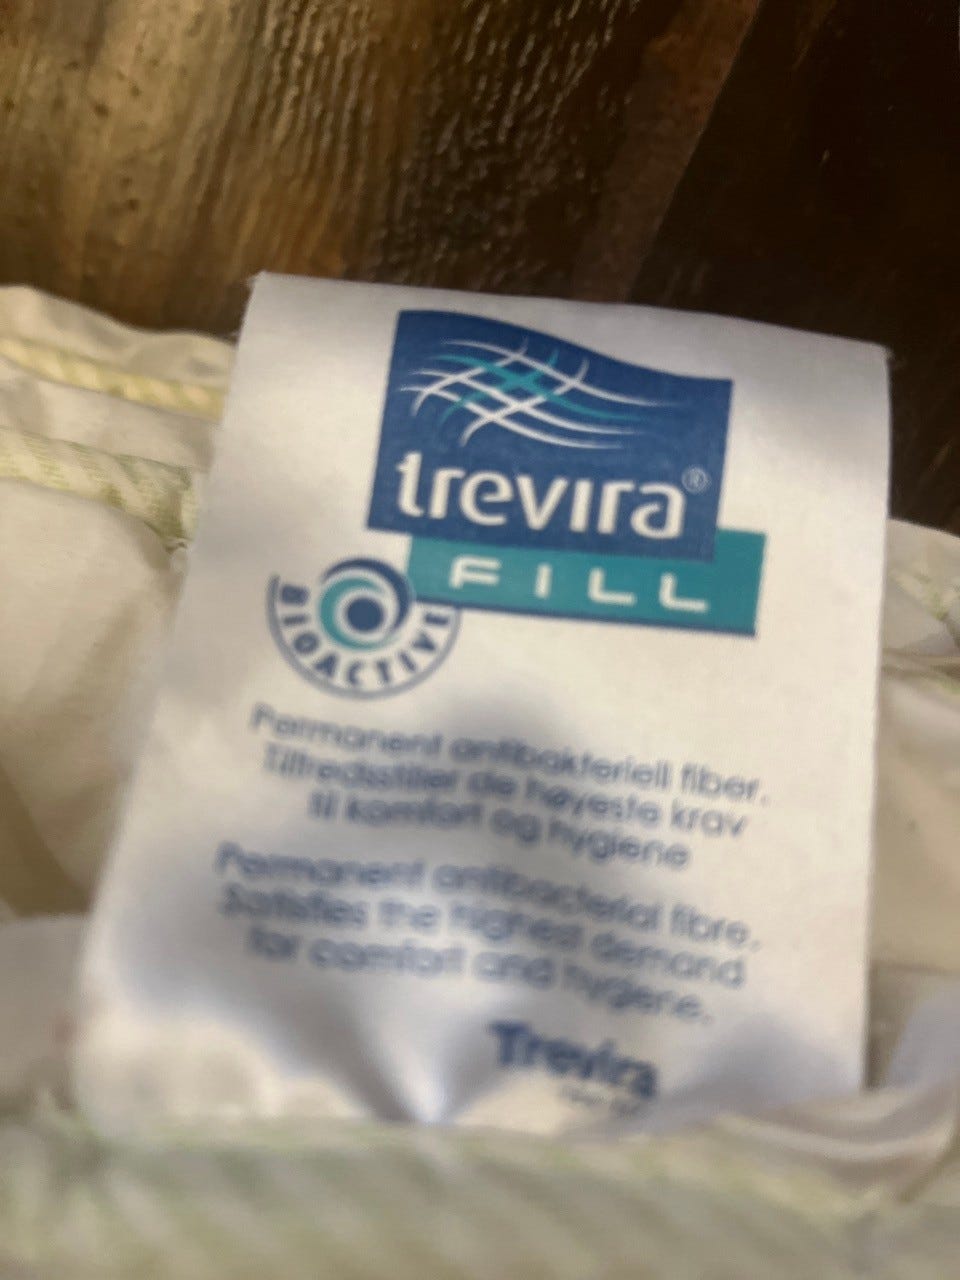 trevira®
FILL
BIOACTIVE
Permanent antibakteriell fiber.
Tilfredsstiller de høyeste krav
til komfort og hygiene
Permanent antibacterial fibre.
Satisfies the highest demand
for comfort and hygiene.
Trevira